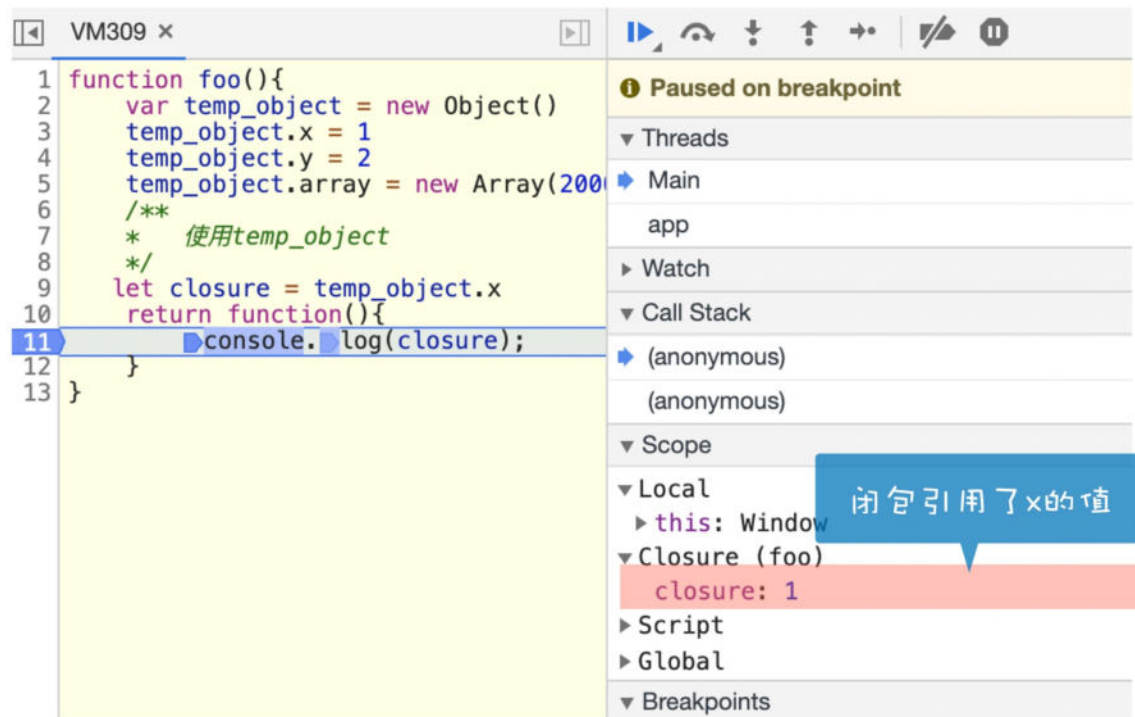 VM309 ×
1 function foo(){
2 var temp_object = new Object()
3 temp_object.x = 1
4 temp_object.y = 2
5 temp_object.array = new Array(200
6 /**
7 * 使用temp_object
8 */
9 let closure = temp_object.x
10 return function(){
11 console.log(closure);
12 }
13 }
Paused on breakpoint
Threads
Main
app
Watch
Call Stack
(anonymous)
(anonymous)
Scope
Local
this: Window
闭包引用了x的值
Closure (foo)
closure: 1
Script
Global
Breakpoints